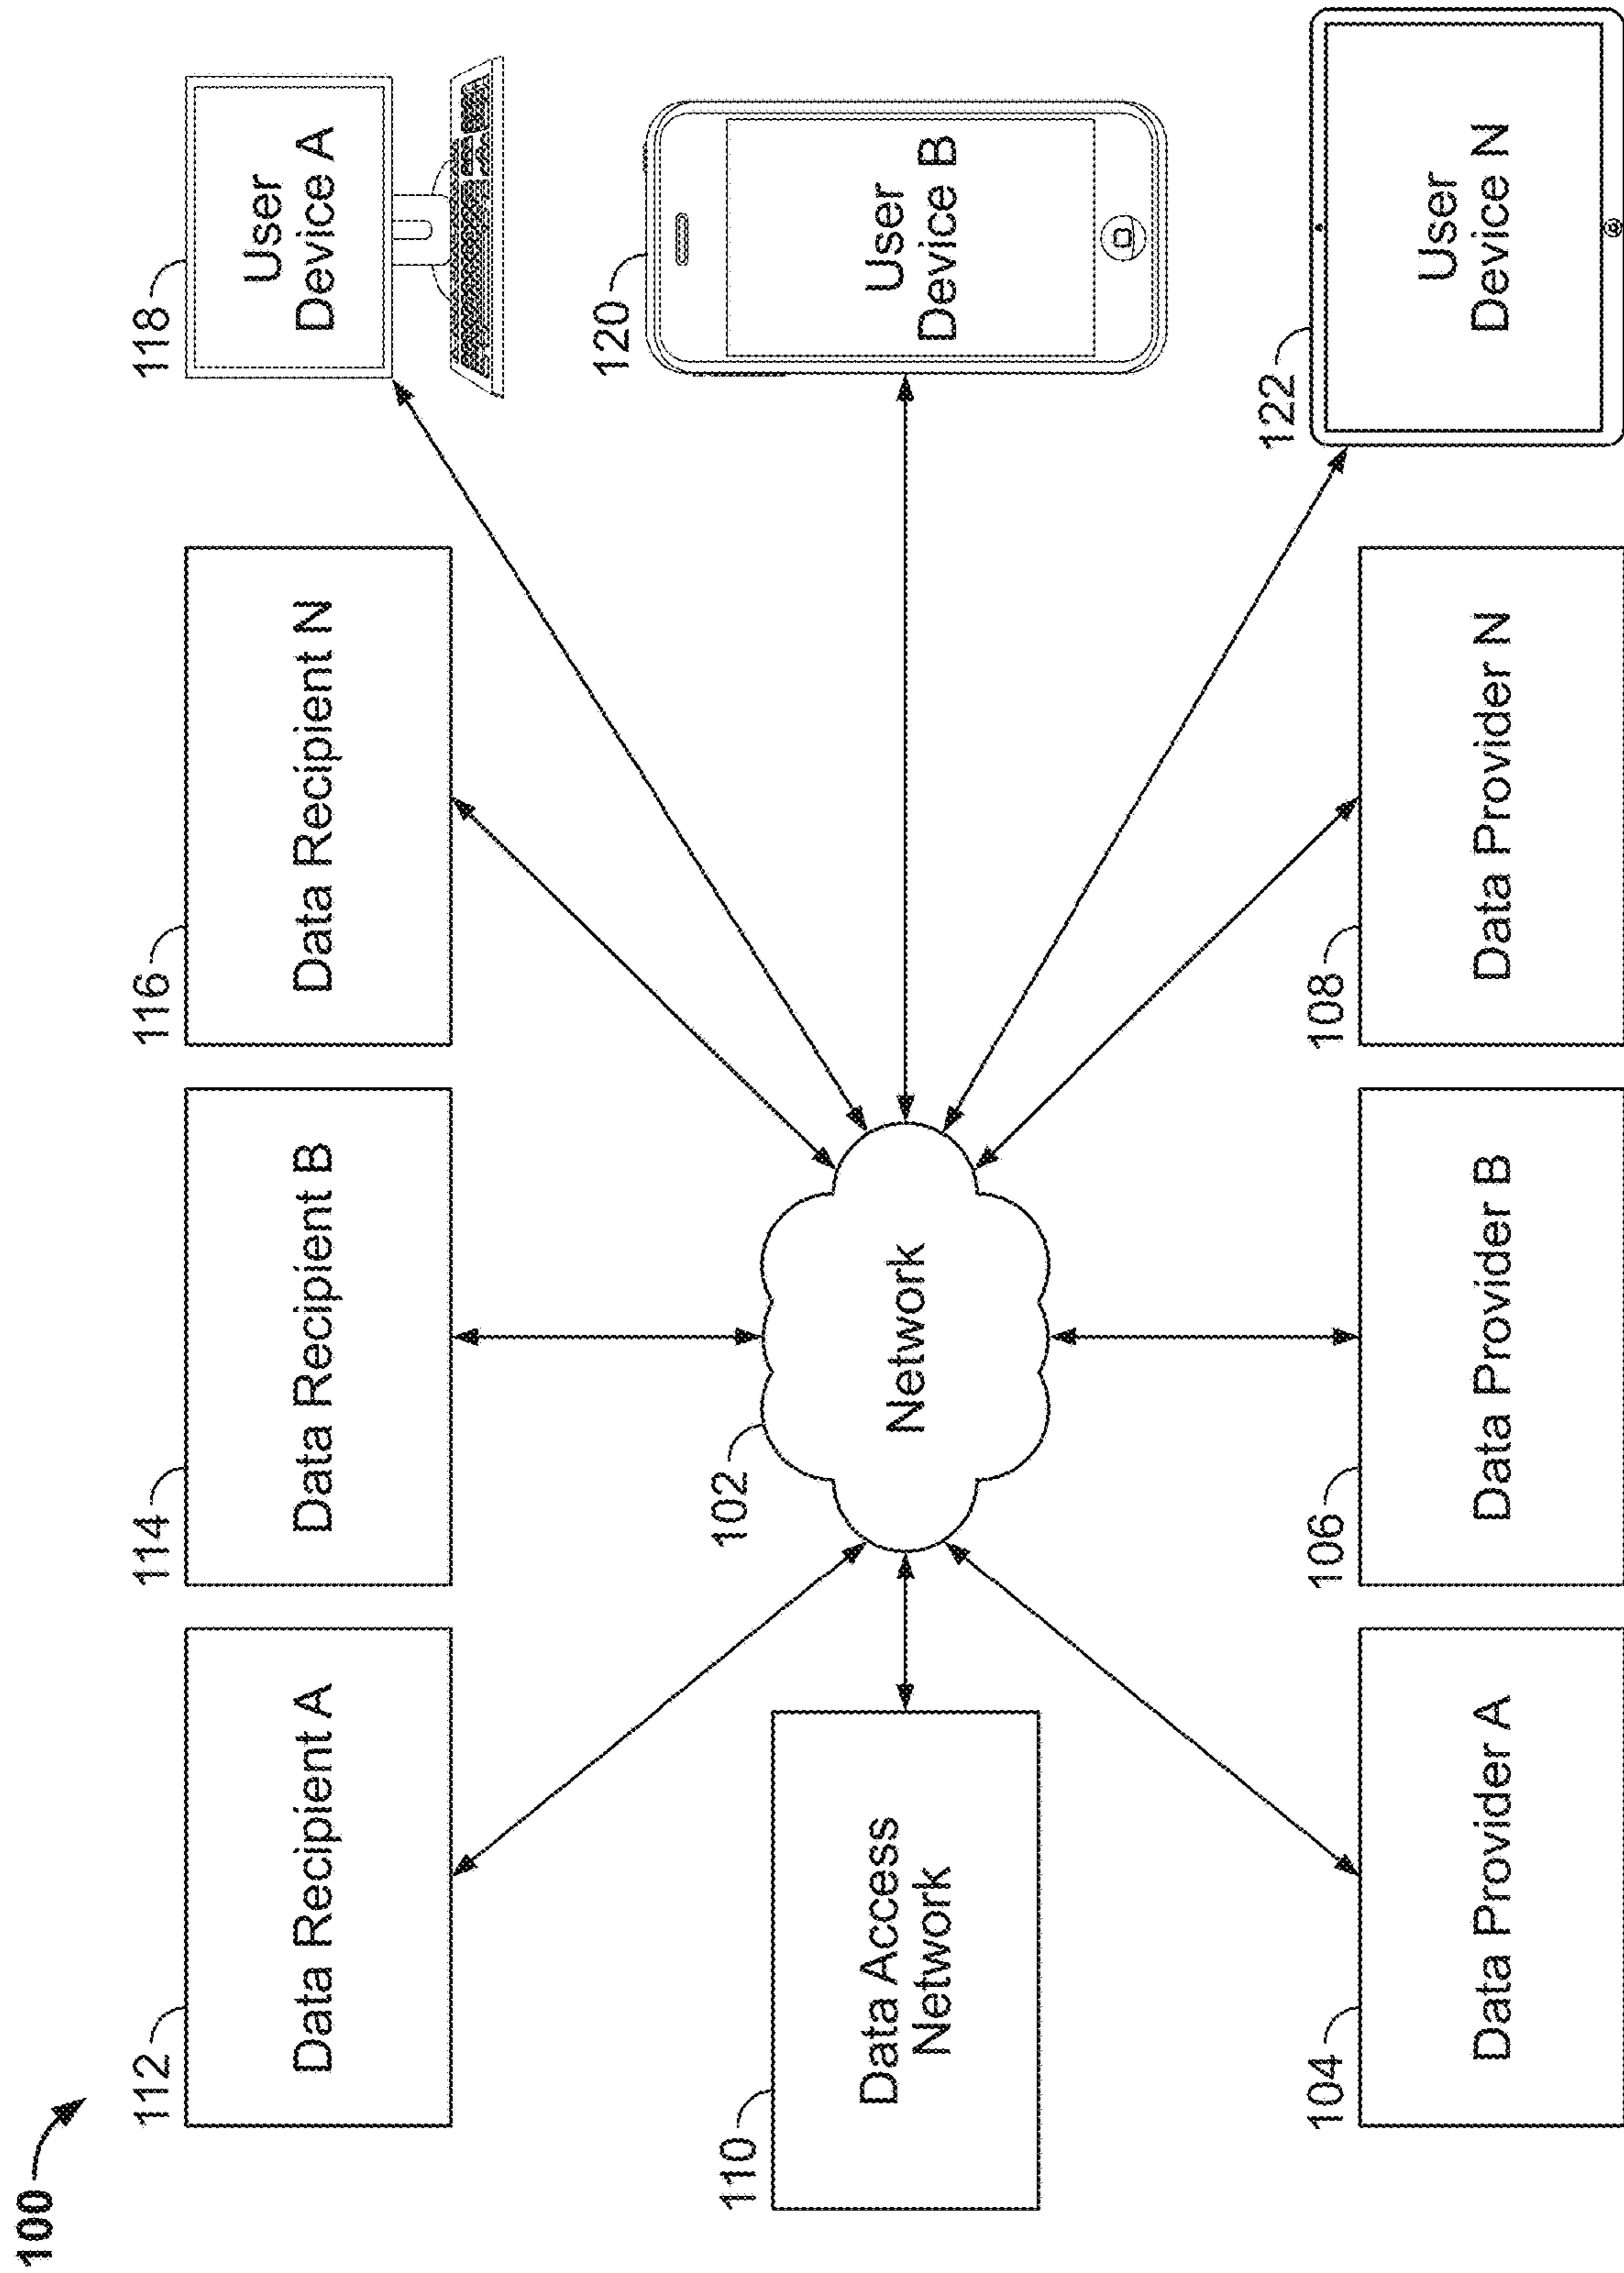 100
112
Data Recipient A
114
Data Recipient B
116
Data Recipient N
118
User
Device A
110
Data Access
Network
102
Network
120
User
Device B
104
Data Provider A
106
Data Provider B
108
Data Provider N
122
User
Device N